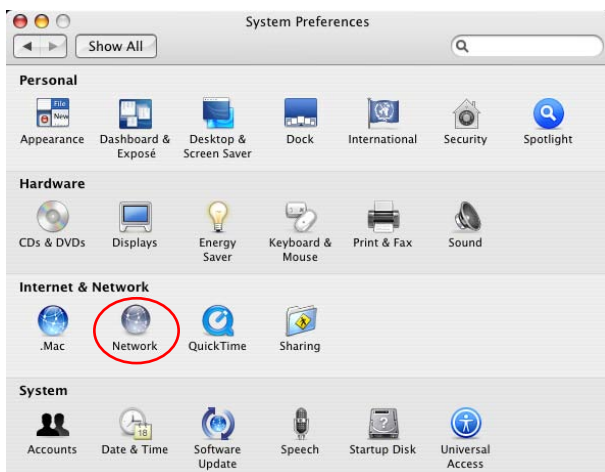 System Preferences
Show All
Personal
File
New
Appearance
Dashboard &
Exposé
Desktop &
Screen Saver
Dock
International
Security
Spotlight
Hardware
CDs & DVDs
Displays
Energy
Saver
Keyboard &
Mouse
Print & Fax
Sound
Internet & Network
.Mac
Network
QuickTime
Sharing
System
18
Accounts
Date & Time
Software
Update
Speech
?
Startup Disk
Universal
Access